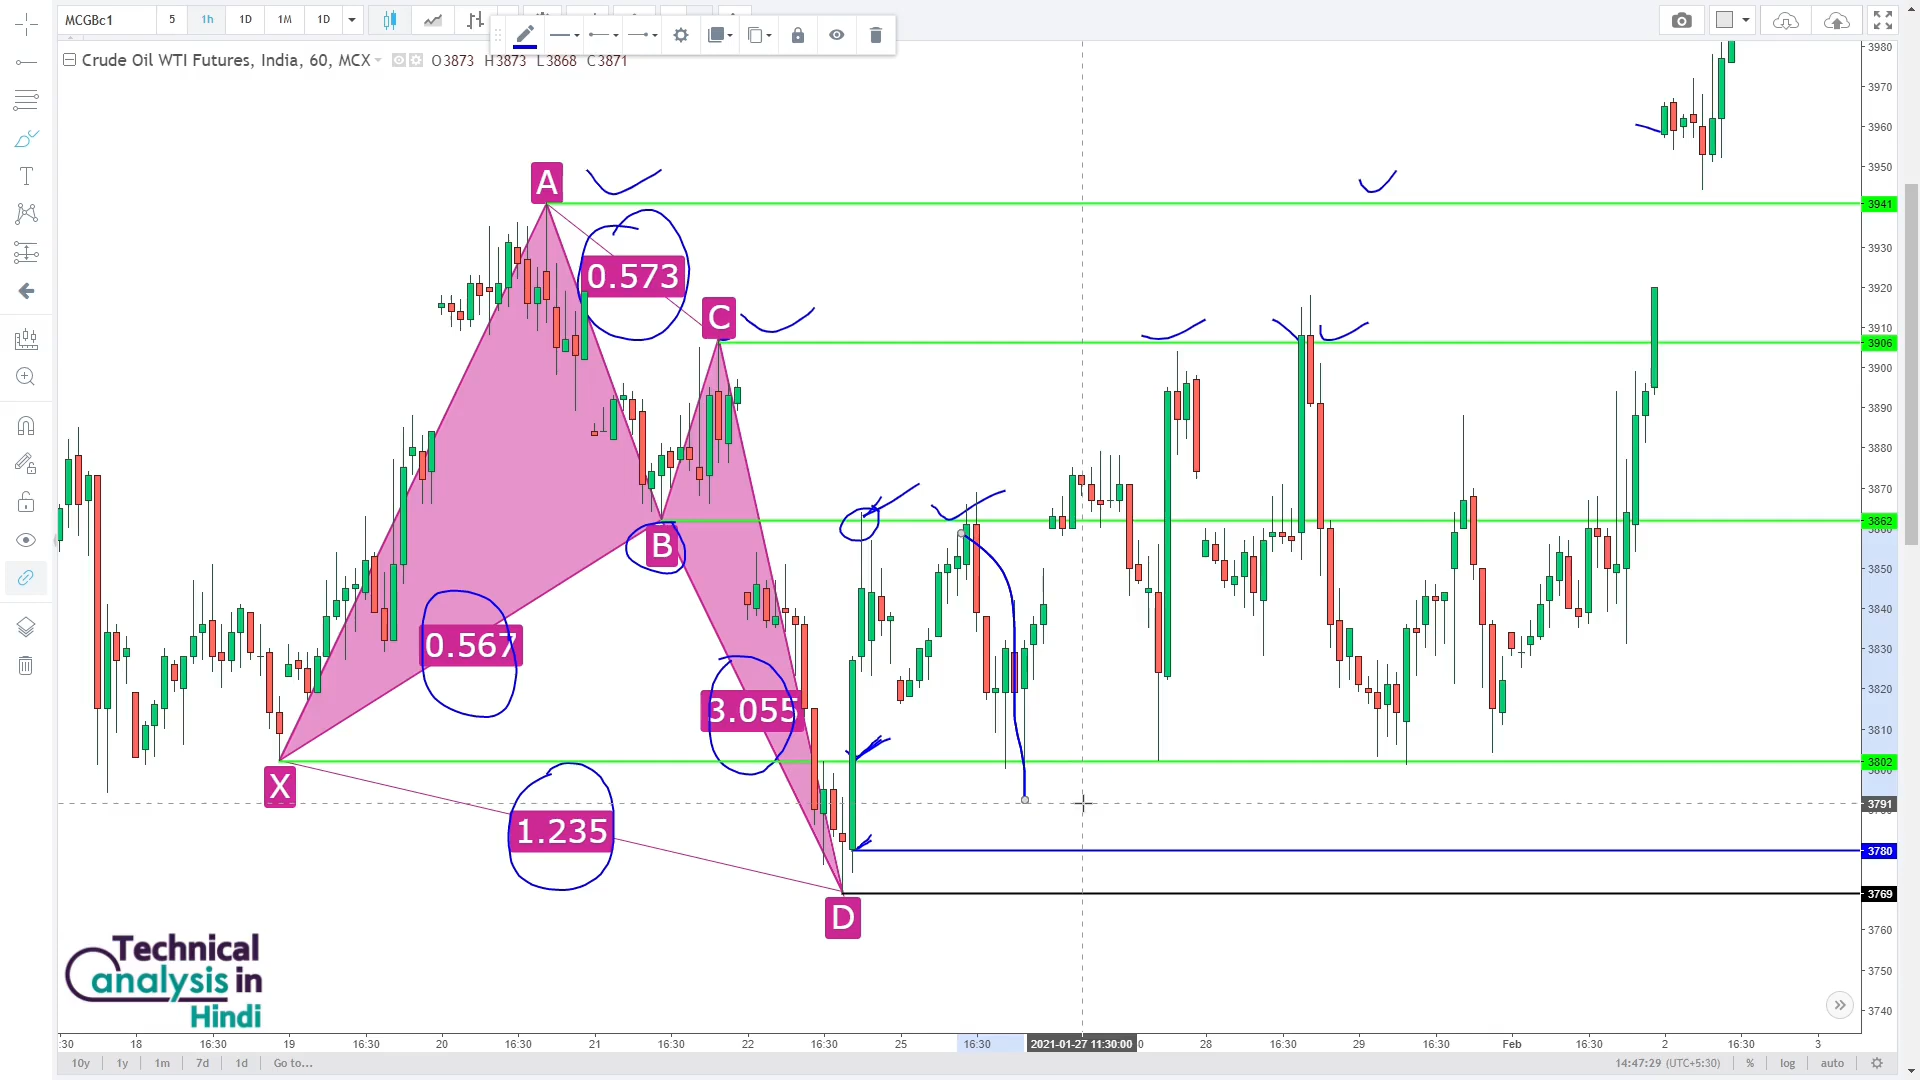 MCGBc1 5 1h 1D 1M 1D
Crude Oil WTI Futures, India, 60, MCX O3873 H3873 L3868 C3871
3980
3970
3960
3950
A
3941
3930
0.573
3920
C
3910
3906
3900
3890
3880
3870
3862
B
3850
3840
0.567
3830
3820
3.055
3810
3802
X
3791
1.235
3780
3769
D
3760
3750
3740
Technical
analysis in
Hindi
:30 18 16:30 19 16:30 20 16:30 21 16:30 22 16:30 25 16:30 2021-01-27 11:30:00 28 16:30 29 16:30 Feb 16:30 2 16:30 3
10y 1y 1m 7d 1d Go to... 14:47:29 (UTC+5:30) % log auto